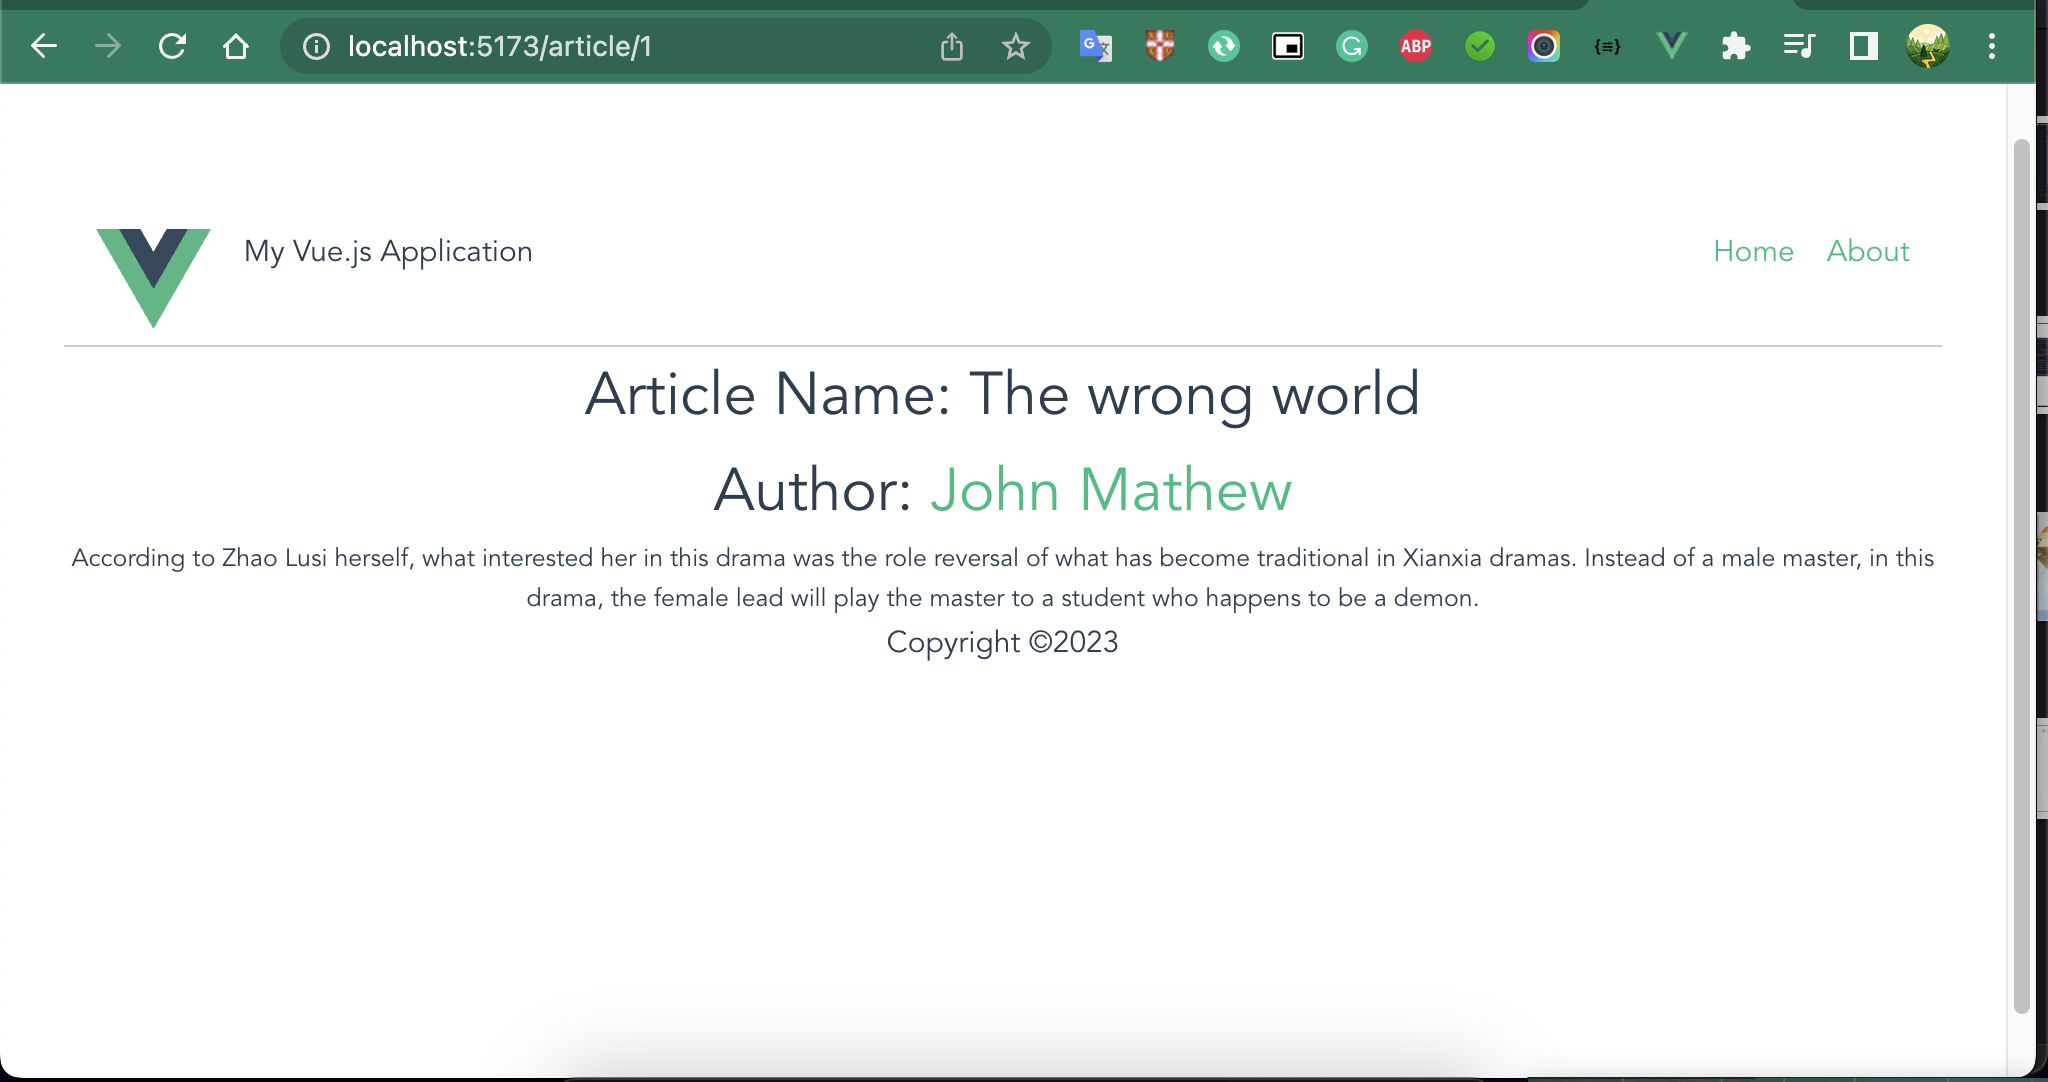 localhost:5173/article/1
G 文 ABP {≡}
My Vue.js Application
Home About
Article Name: The wrong world
Author: John Mathew
According to Zhao Lusi herself, what interested her in this drama was the role reversal of what has become traditional in Xianxia dramas. Instead of a male master, in this
drama, the female lead will play the master to a student who happens to be a demon.
Copyright ©2023